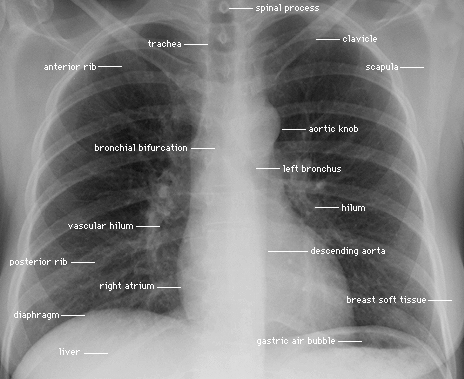 spinal process
clavicle
trachea
anterior rib
scapula
aortic knob
bronchial bifurcation
left bronchus
hilum
vascular hilum
descending aorta
posterior rib
right atrium
breast soft tissue
diaphragm
gastric air bubble
liver